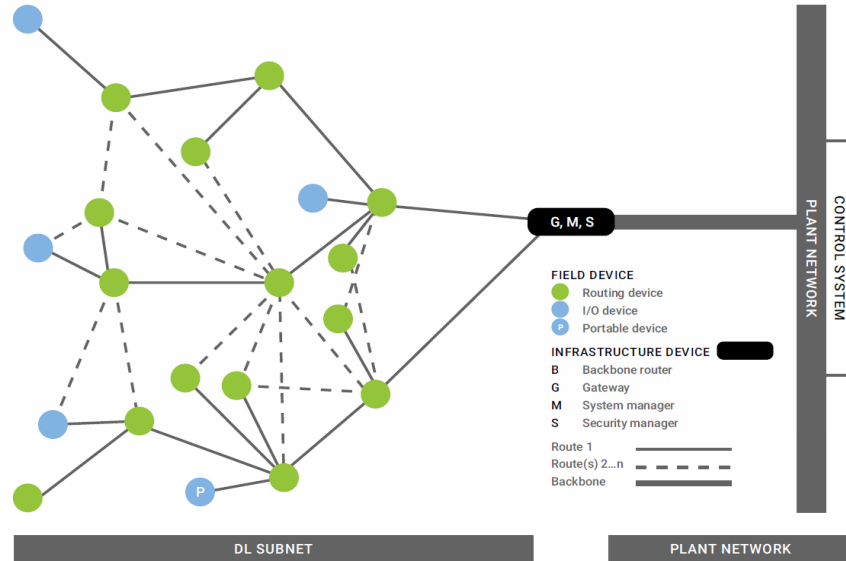 G, M, S
PLANT NETWORK
CONTROL SYSTEM
FIELD DEVICE
Routing device
I/O device
P Portable device
INFRASTRUCTURE DEVICE
B Backbone router
G Gateway
M System manager
S Security manager
Route 1
Route(s) 2...n
Backbone
P
DL SUBNET
PLANT NETWORK